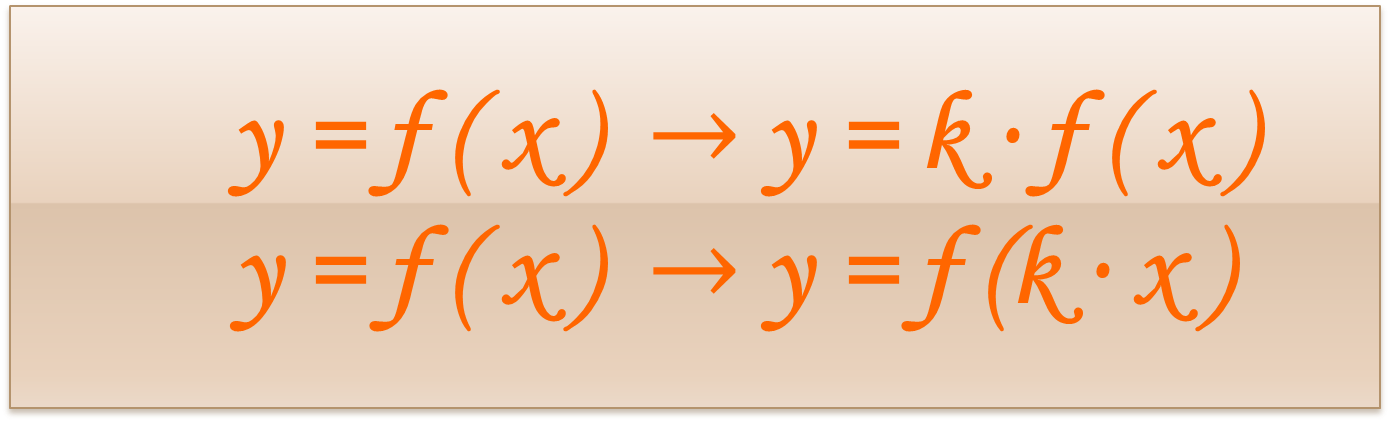 y = f(x) → y = k · f(x)
y = f(x) → y = f(k · x)